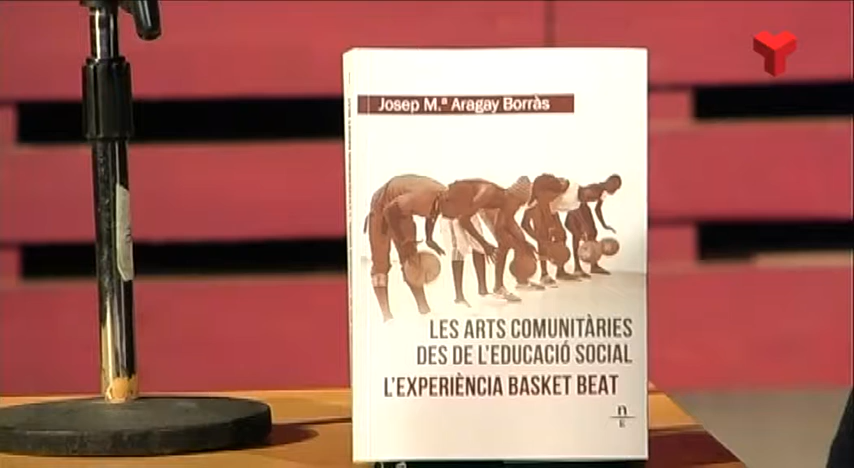 Josep M.ª Aragay Borràs
LES ARTS COMUNITÀRIES
DES DE L'EDUCACIÓ SOCIAL
L'EXPERIÈNCIA BASKET BEAT
n
E